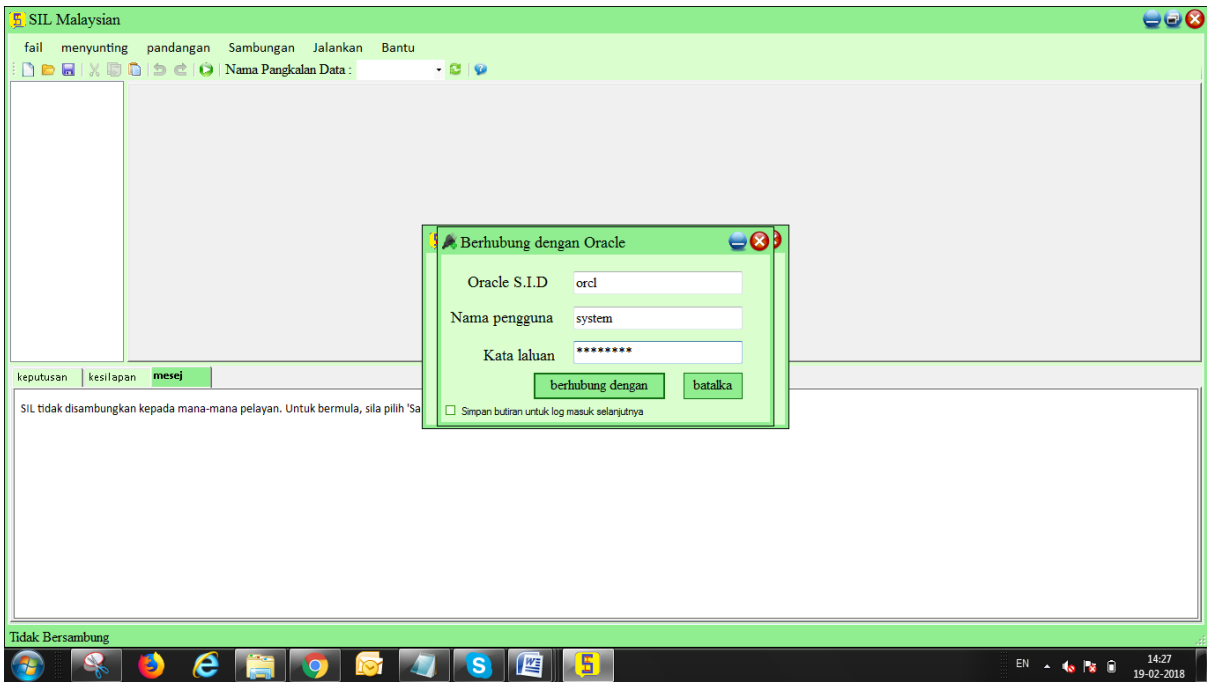 SIL Malaysian
fail menyunting pandangan Sambungan Jalankan Bantu
Nama Pangkalan Data :
Berhubung dengan Oracle
Oracle S.I.D orcl
Nama pengguna system
Kata laluan ********
berhubung dengan batalka
Simpan butiran untuk log masuk selanjutnya
keputusan kesilapan mesej
SIL tidak disambungkan kepada mana-mana pelayan. Untuk bermula, sila pilih 'Sa
Tidak Bersambung
EN 14:27
19-02-2018